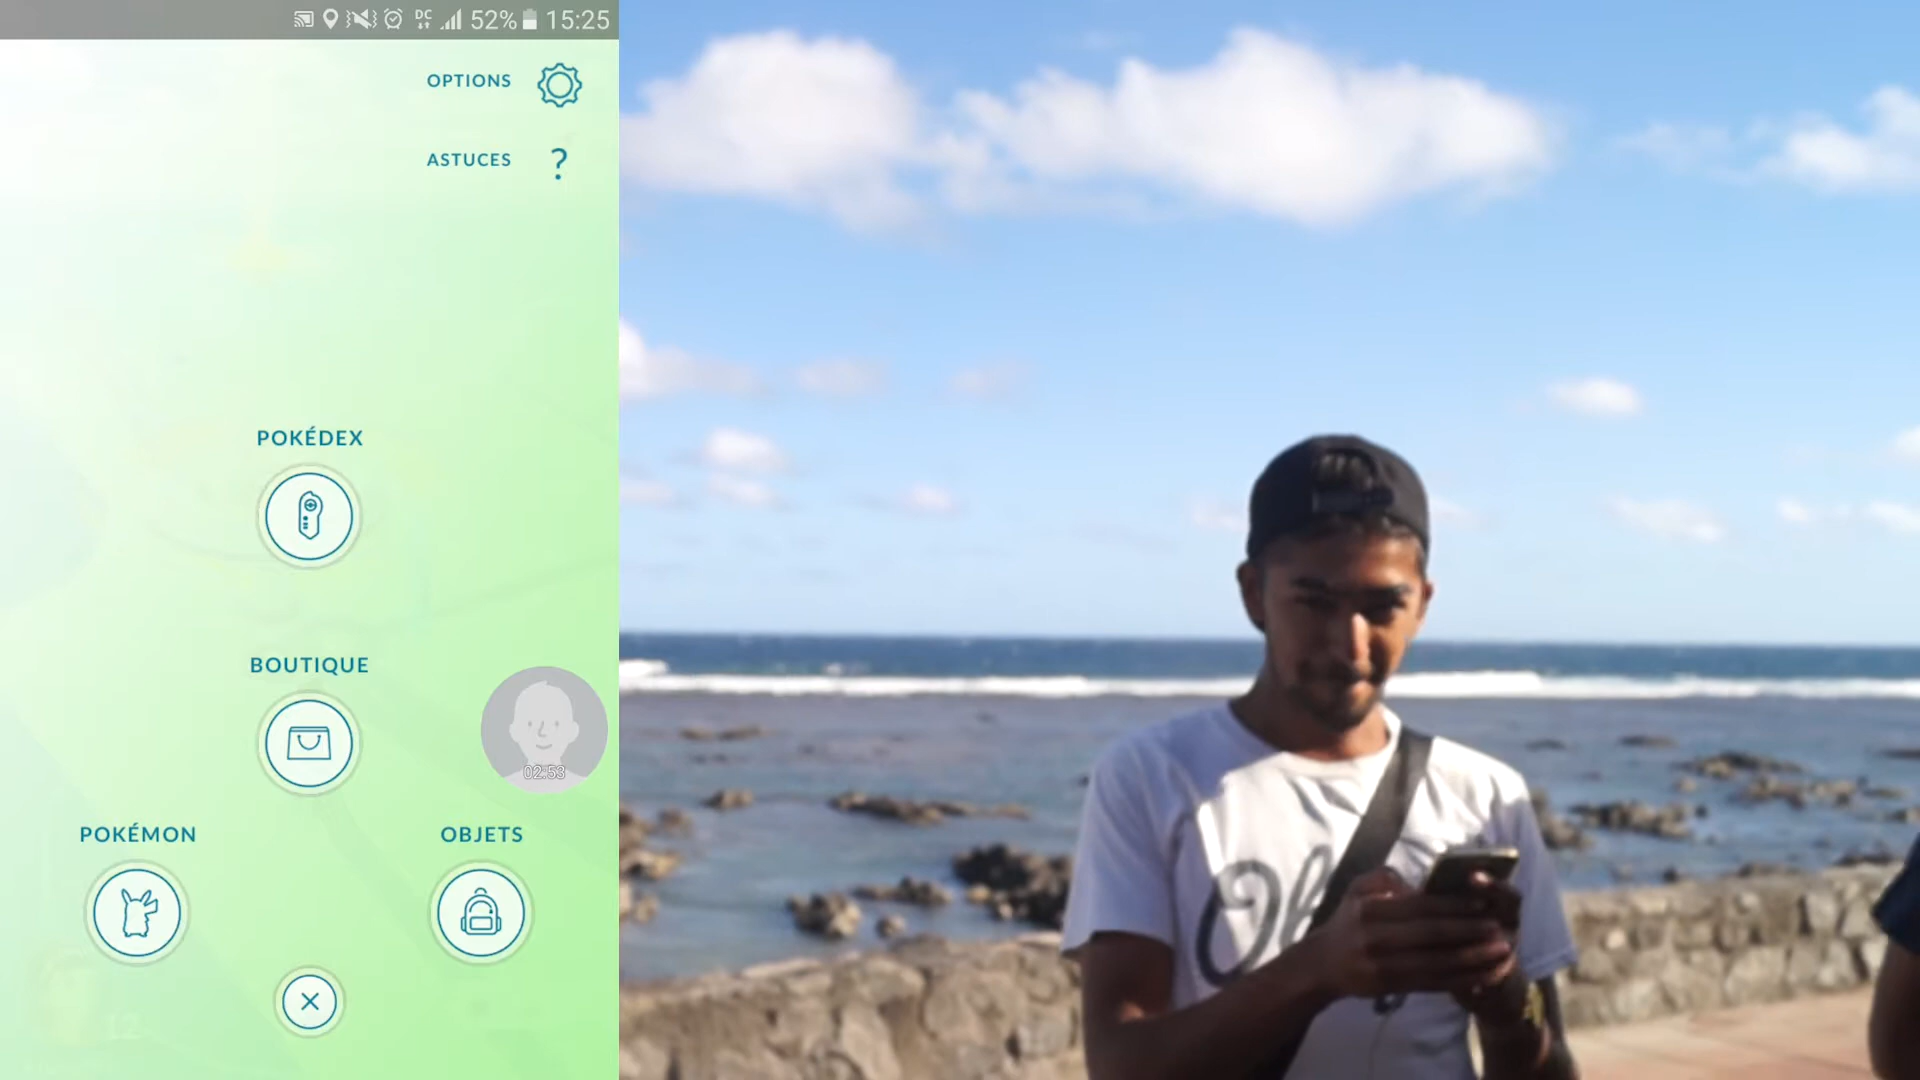 52% 15:25
OPTIONS
ASTUCES ?
POKÉDEX
BOUTIQUE
02:53
POKÉMON
OBJETS